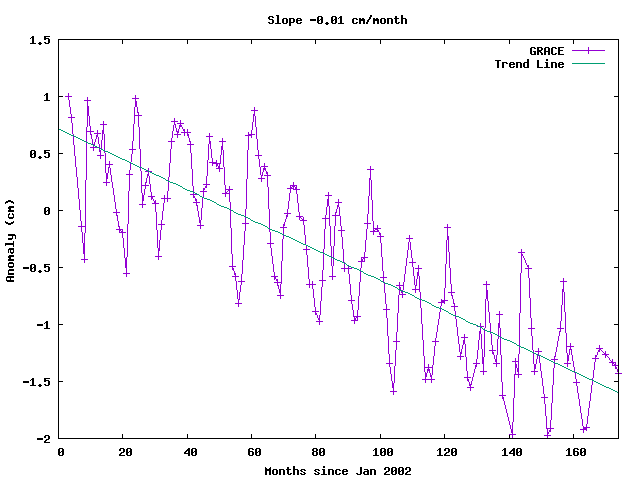 Slope -0.01 cm/month
GRACE
Trend Line
1.5
1
0.5
0
-0.5
-1
-1.5
-2
Anomaly (cm)
0 20 40 60 80 100 120 140 160
Months since Jan 2002